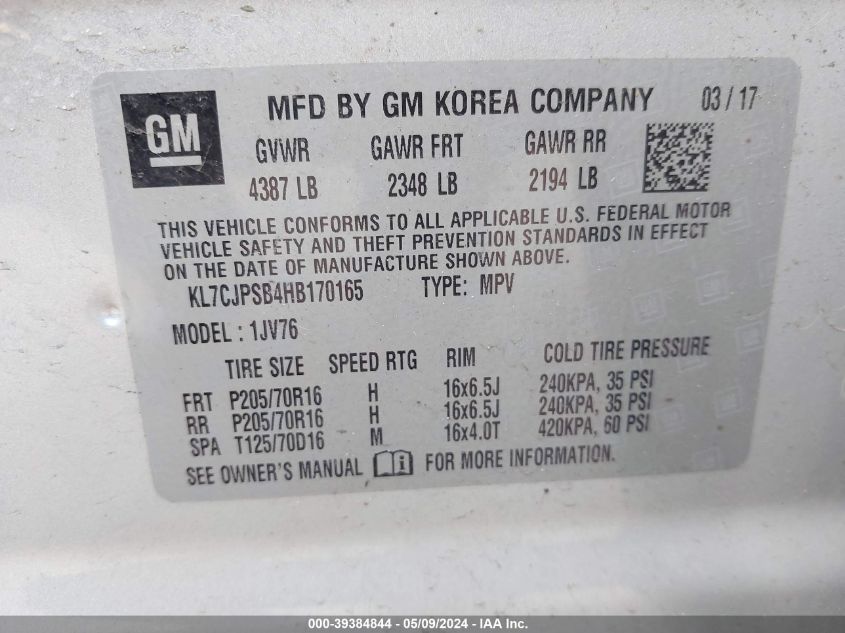 GM
MFD BY GM KOREA COMPANY 03 / 17
GVWR GAWR FRT GAWR RR
4387 LB 2348 LB 2194 LB
THIS VEHICLE CONFORMS TO ALL APPLICABLE U.S. FEDERAL MOTOR
VEHICLE SAFETY AND THEFT PREVENTION STANDARDS IN EFFECT
ON THE DATE OF MANUFACTURE SHOWN ABOVE.
KL7CJPSB4HB170165 TYPE: MPV
MODEL : 1JV76
TIRE SIZE SPEED RTG RIM COLD TIRE PRESSURE
FRT P205/70R16 H 16x6.5J 240KPA, 35 PSI
RR P205/70R16 H 16x6.5J 240KPA, 35 PSI
SPA T125/70D16 M 16x4.0T 420KPA, 60 PSI
SEE OWNER'S MANUAL i FOR MORE INFORMATION.
000-39384844 - 05/09/2024 - IAA Inc.